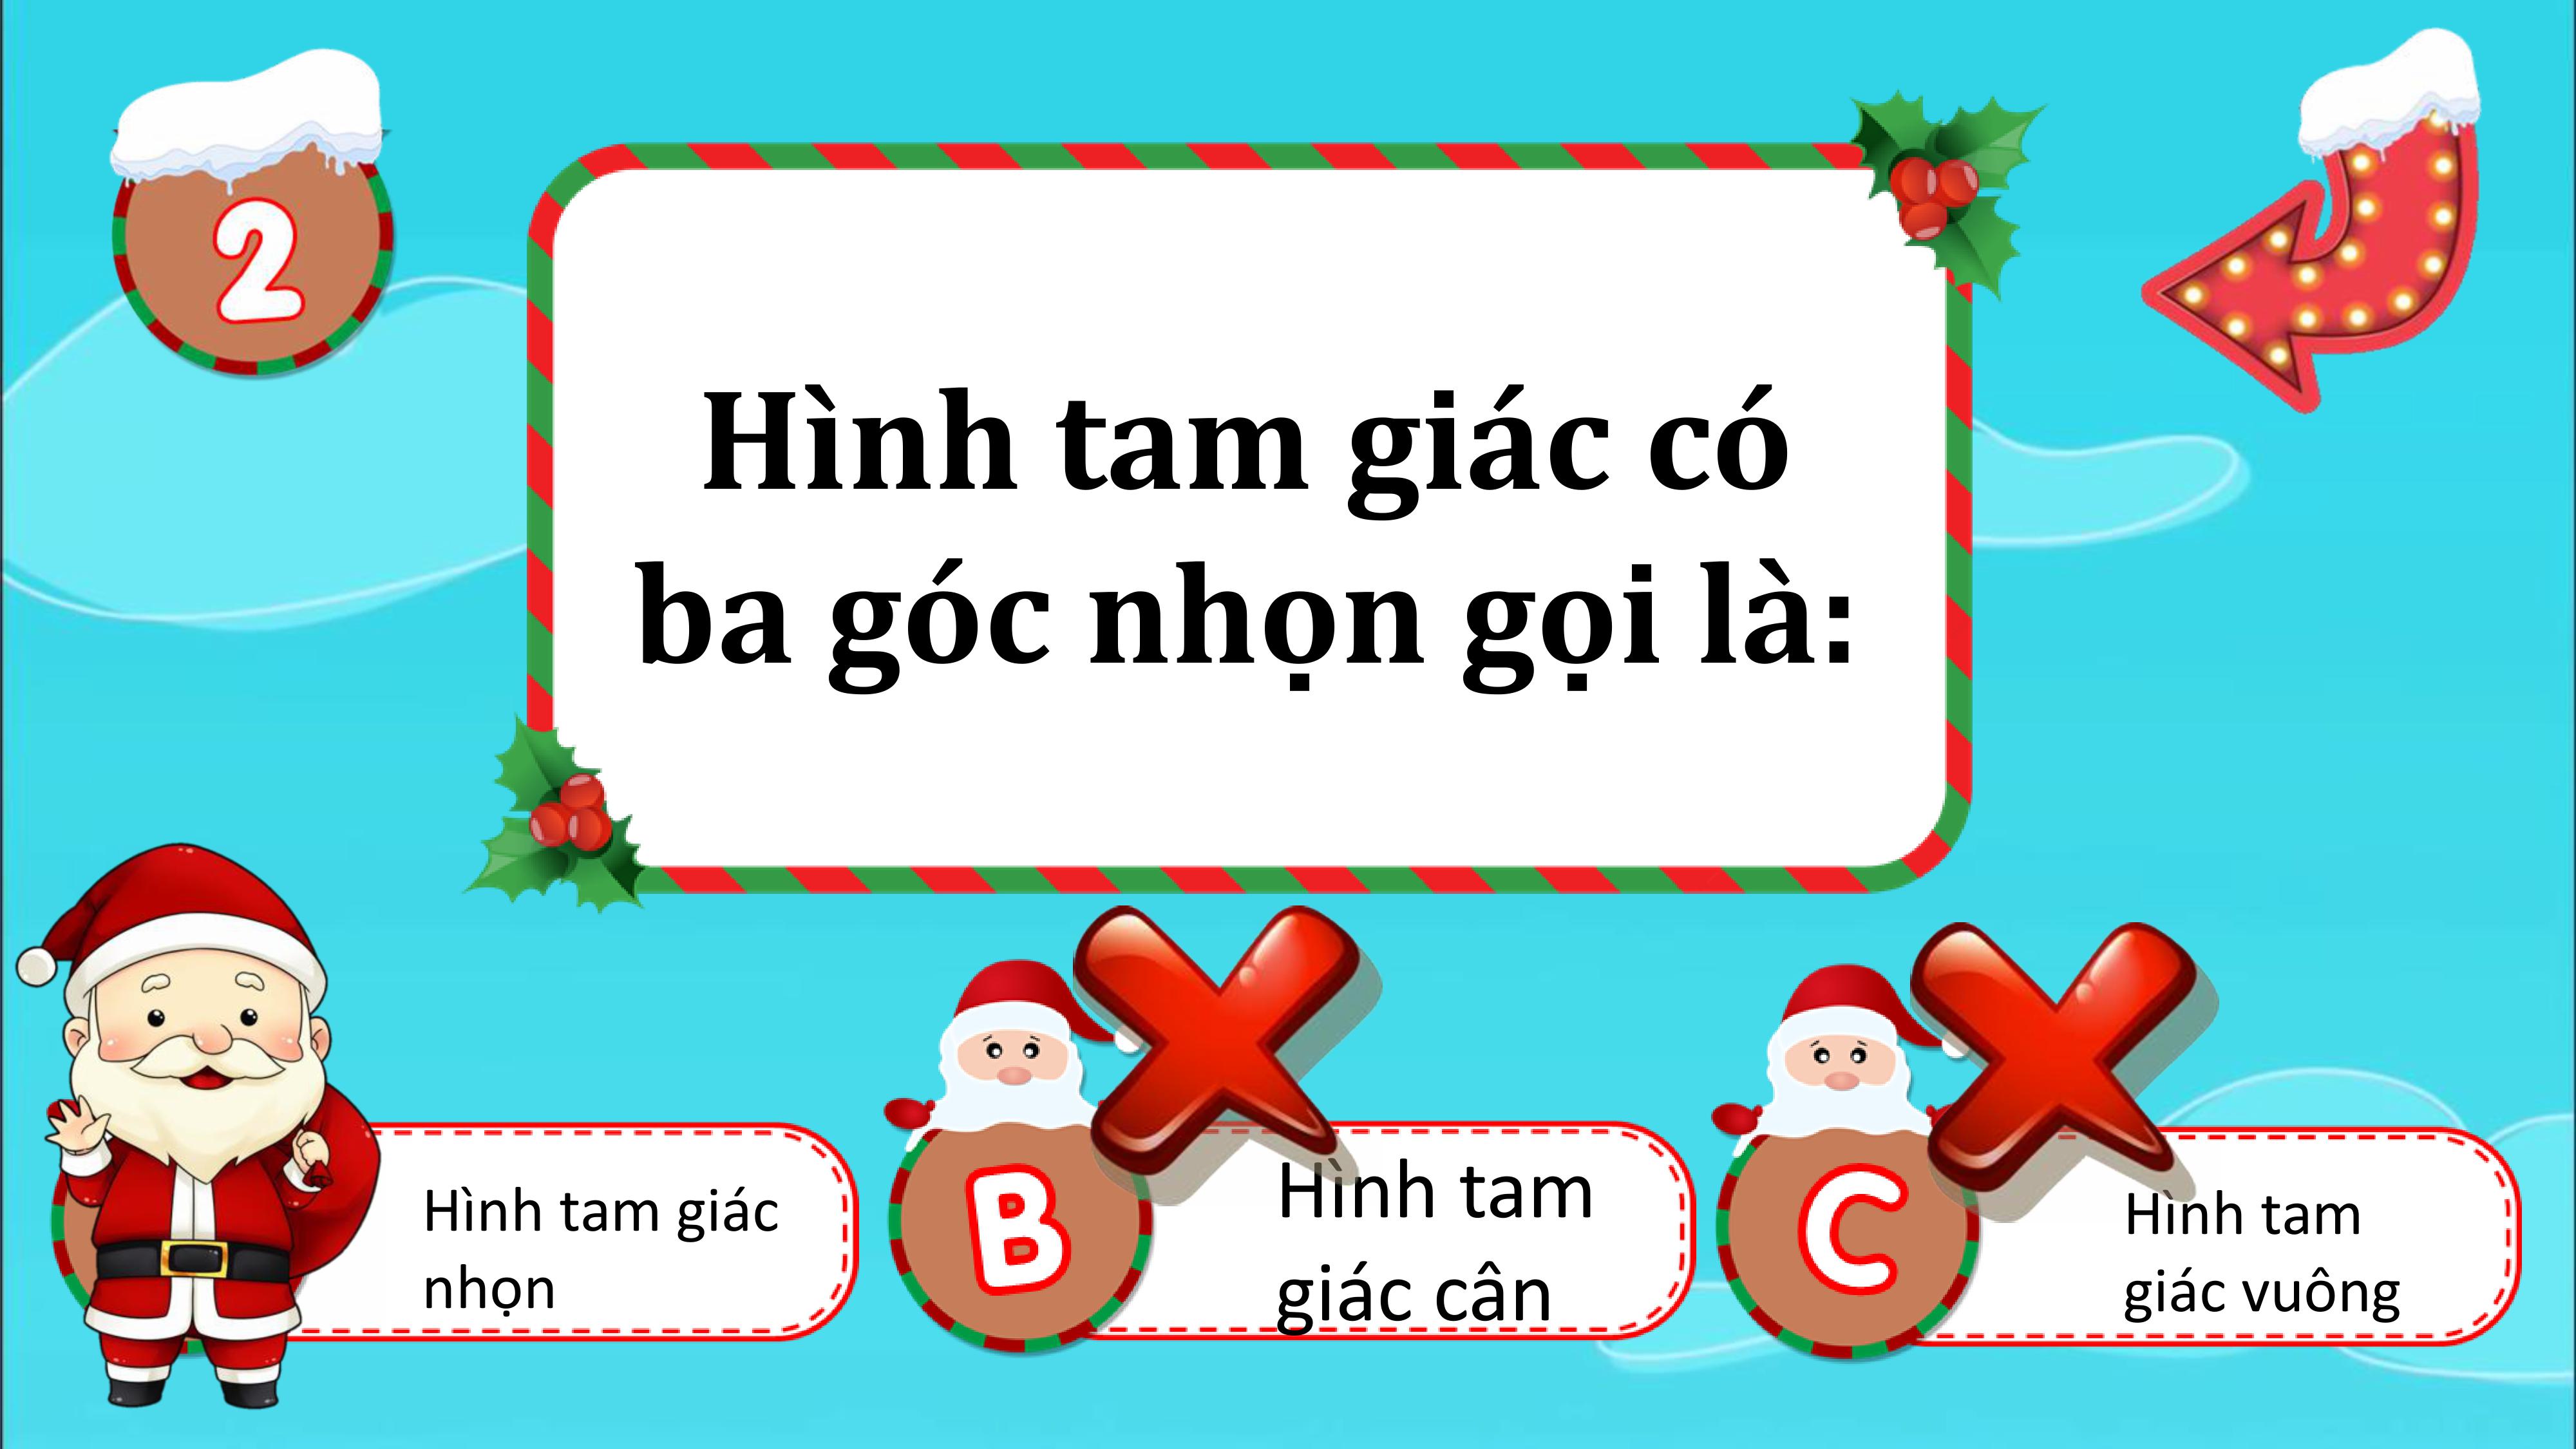 2
Hình tam giác có
ba góc nhọn gọi là:
Hình tam giác
nhọn
B
Hình tam
giác cân
C
Hình tam
giác vuông